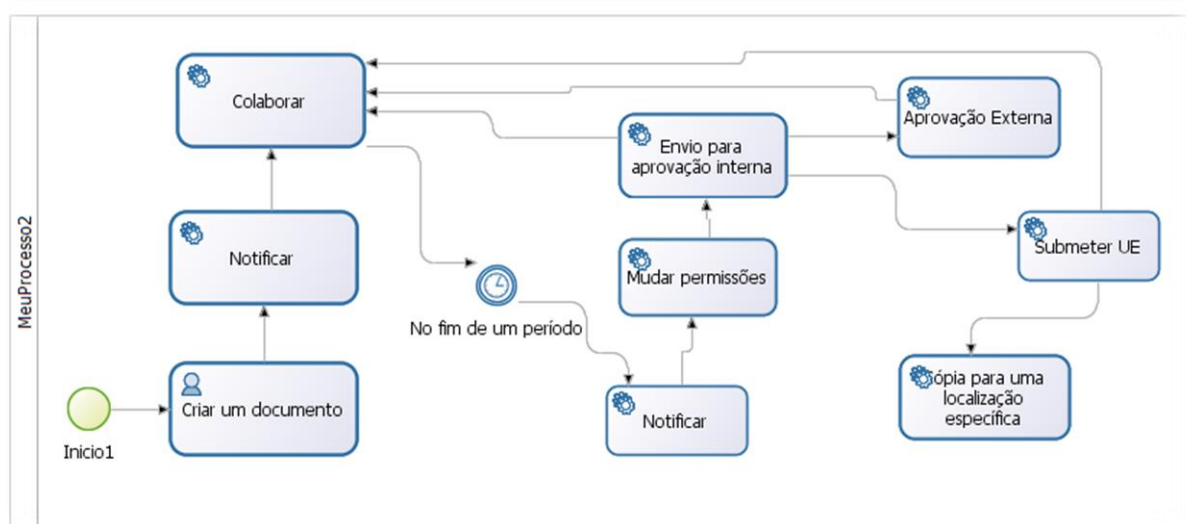 MeuProcesso2
Colaborar
Aprovação Externa
Envio para
aprovação interna
Notificar
Submeter UE
Mudar permissões
No fim de um período
Criar um documento
Notificar
Cópia para uma
localização
específica
Inicio1